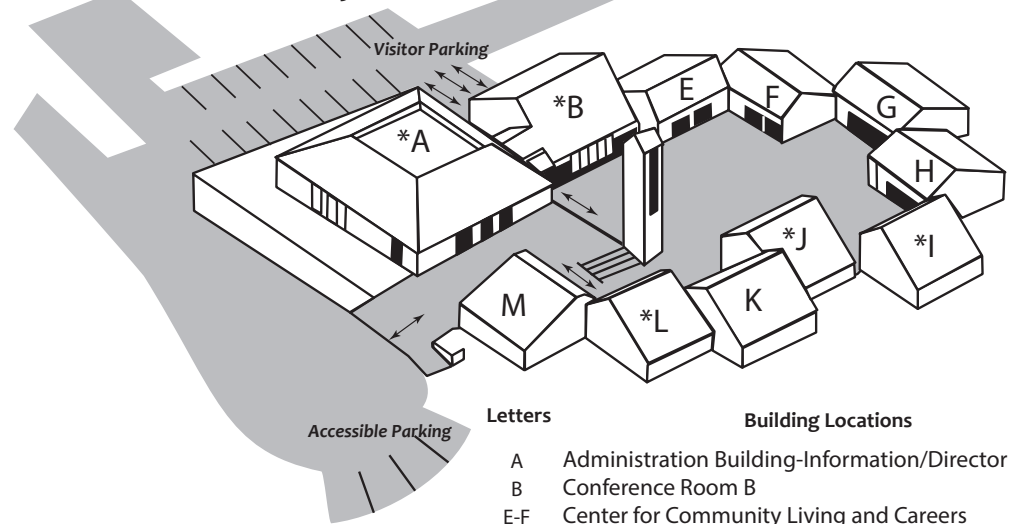 Visitor Parking
*A
*B
E
F
G
H
*I
*J
K
*L
M
Accessible Parking
Letters Building Locations
A Administration Building-Information/Director
B Conference Room B
E-F Center for Community Living and Careers